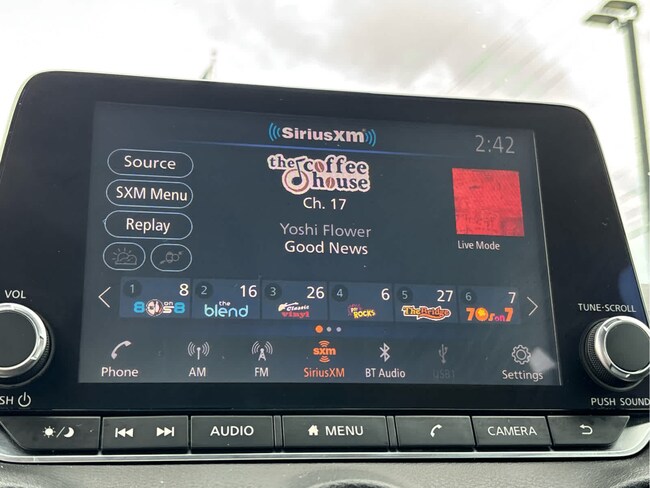 ((SiriusXM))
2:42
Source
the coffee house
SXM Menu
Ch. 17
Replay
Yoshi Flower
Good News
Live Mode
1 8 2 16 3 26 4 6 5 27 6 7
80s on 8 the blend Classic vinyl ROCKS The Bridge 70s on 7
VOL
TUNE·SCROLL
sxm
Phone AM FM SiriusXM BT Audio USB1 Settings
PUSH SOUND
AUDIO MENU CAMERA